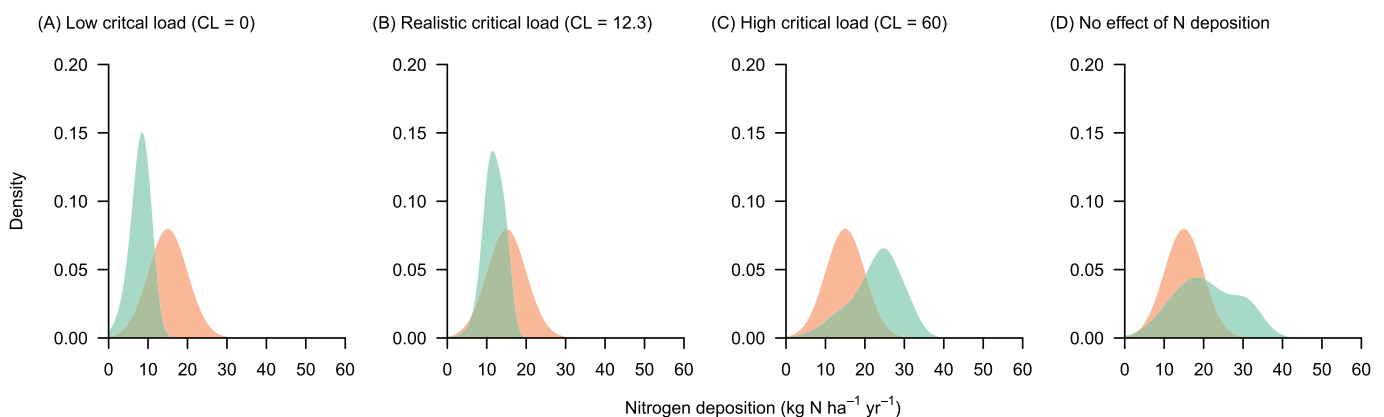 (A) Low critcal load (CL = 0)
(B) Realistic critical load (CL = 12.3)
(C) High critical load (CL = 60)
(D) No effect of N deposition
0.20 0.20 0.20 0.20
0.15 0.15 0.15 0.15
0.10 0.10 0.10 0.10
0.05 0.05 0.05 0.05
0.00 0.00 0.00 0.00
Density
0 10 20 30 40 50 60 0 10 20 30 40 50 60 0 10 20 30 40 50 60 0 10 20 30 40 50 60
Nitrogen deposition (kg N ha⁻¹ yr⁻¹)